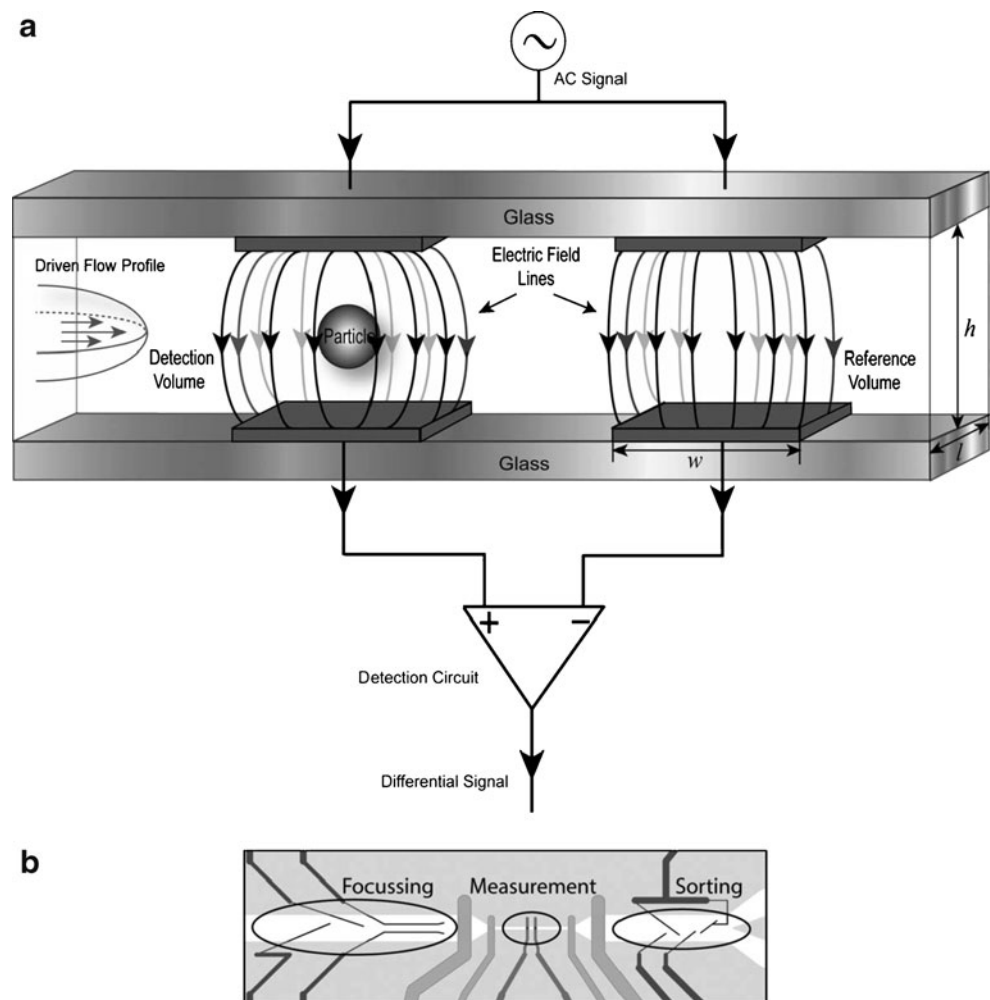 a
AC Signal
Glass
Driven Flow Profile
Electric Field
Lines
Particle
h
Detection
Volume
Reference
Volume
w
l
Glass
+
−
Detection Circuit
Differential Signal
b
Focussing
Measurement
Sorting